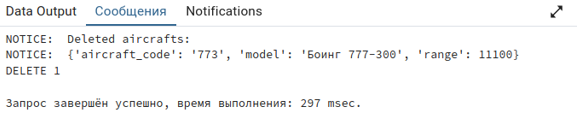 Data Output Сообщения Notifications
NOTICE:  Deleted aircrafts:
NOTICE:  {'aircraft_code': '773', 'model': 'Боинг 777-300', 'range': 11100}
DELETE 1
Запрос завершён успешно, время выполнения: 297 msec.